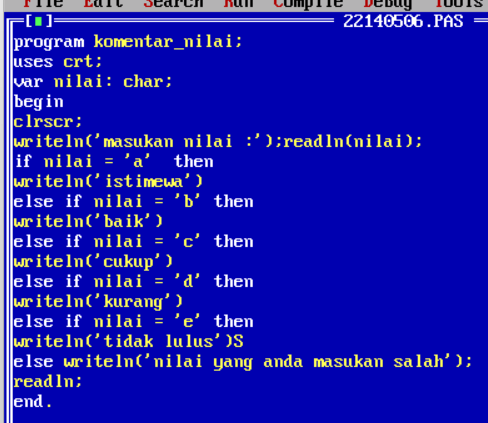 File Edit Search Run Compile Debug Tools
[■] 22140506.PAS
program komentar_nilai;
uses crt;
var nilai: char;
begin
clrscr;
writeln('masukan nilai :');readln(nilai);
if nilai = 'a'  then
writeln('istimewa')
else if nilai = 'b' then
writeln('baik')
else if nilai = 'c' then
writeln('cukup')
else if nilai = 'd' then
writeln('kurang')
else if nilai = 'e' then
writeln('tidak lulus')S
else writeln('nilai yang anda masukan salah');
readln;
end.